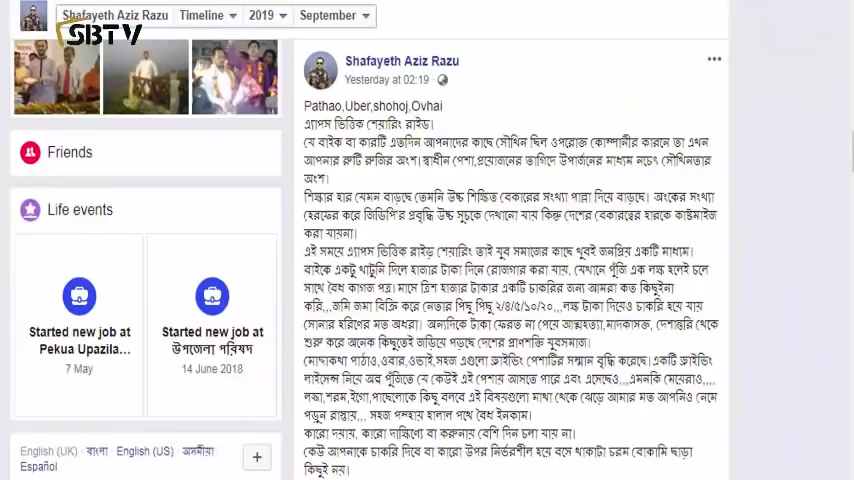 Shafayeth Aziz Razu Timeline 2019 September
SBTV
Shafayeth Aziz Razu
Yesterday at 02:19
Pathao,Uber,shohoj,Ovhai
এ্যাপস ভিত্তিক শেয়ারিং রাইড।
যে বাইক বা কারটি এতদিন আপনাদের কাছে সৌখিন ছিল ওপরোক্ত কোম্পানীর কারনে তা এখন
আপনার রুটি রুজির অংশ। স্বাধীন পেশা,প্রয়োজনের তাগিদে উপার্জনের মাধ্যম নচেৎ সৌখিনতার
অংশ।
শিক্ষার হার যেমন বাড়ছে তেমনি উচ্চ শিক্ষিত বেকারের সংখ্যা পাল্লা দিয়ে বাড়ছে। অংকের সংখ্যা
হেরফের করে জিডিপি'র প্রবৃদ্ধি উচ্চ সূচকে দেখানো যায় কিন্তু দেশের বেকারত্বের হারকে কাষ্টমাইজ
করা যায়না।
এই সময়ে এ্যাপস ভিত্তিক রাইড় শেয়ারিং তাই যুব সমাজের কাছে খুবই জনপ্রিয় একটি মাধ্যম।
বাইকে একটু খাটুনি দিলে হাজার টাকা দিনে রোজগার করা যায়, যেখানে পুঁজি এক লক্ষ হলেই চলে
সাথে বৈধ কাগজ পত্র। মাসে ত্রিশ হাজার টাকার একটি চাকরির জন্য আমরা কত কিছুইনা
করি,,,জমি জমা বিক্রি করে নেতার পিছু পিছু ২/৪/৫/১০/২০,,,লক্ষ টাকা দিয়েও চাকরি হয়ে যায়
সোনার হরিণের মত অধরা। অন্যদিকে টাকা ফেরত না পেয়ে আত্মহত্যা,মাদকাসক্ত, দেশান্তরি থেকে
শুরু করে অনেক কিছুতেই জড়িয়ে পড়ছে দেশের প্রাণশক্তি যুবসমাজ।
মোদ্দাকথা পাঠাও,ওবার,ওভাই,সহজ এগুলো ড্রাইভিং পেশাটির সম্মান বৃদ্ধি করেছে।একটি ড্রাইভিং
লাইসেন্স নিয়ে অল্প পুঁজিতে যে কেউই এই পেশায় আসতে পারে এবং এসেছেও,,,এমনকি মেয়েরাও,,,,
লজ্জা,শরম,ইগো,পাছেলোকে কিছু বলবে এই বিষয়গুলো মাথা থেকে ঝেড়ে আমার মত আপনিও নেমে
পড়ুন রাস্তায়,,, সহজ পন্হায় হালাল পথে বৈধ ইনকাম।
কারো দয়ায়, কারো দাক্ষিণ্যে বা করুনায় বেশি দিন চলা যায় না।
কেউ আপনাকে চাকরি দিবে বা কারো উপর নির্ভরশীল হয়ে বসে থাকাটা চরম বোকামি ছাড়া
কিছুই নয়।
Friends
Life events
Started new job at
Pekua Upazila...
7 May
Started new job at
উপজেলা পরিষদ
14 June 2018
English (UK) · বাংলা · English (US) · অসমীয়া ·
Español